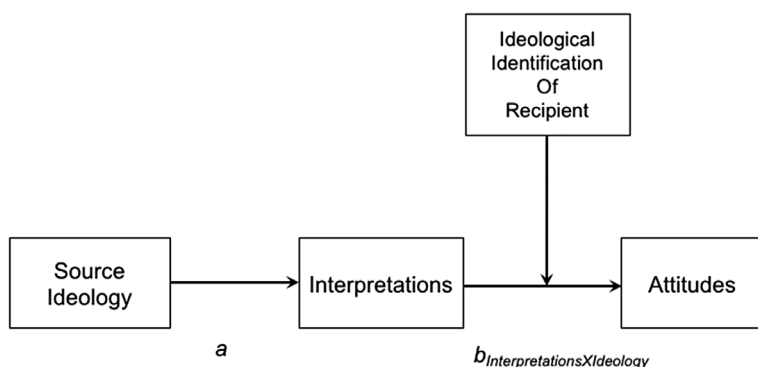 Ideological
Identification
Of
Recipient
Source
Ideology
Interpretations
Attitudes
a
bInterpretationsXIdeology